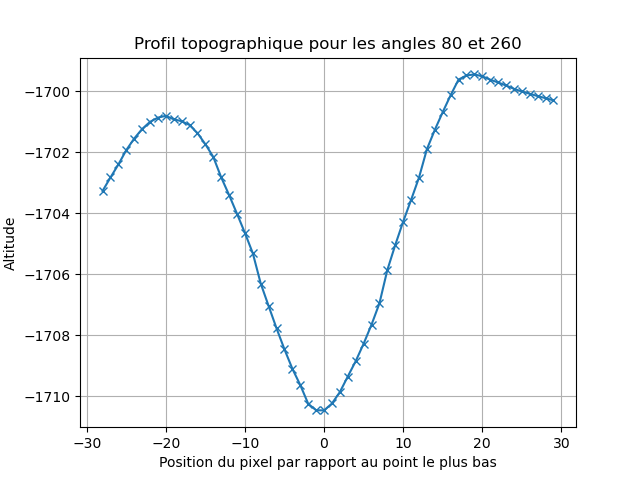 Profil topographique pour les angles 80 et 260
−1700
−1702
−1704
−1706
−1708
−1710
Altitude
−30 −20 −10 0 10 20 30
Position du pixel par rapport au point le plus bas